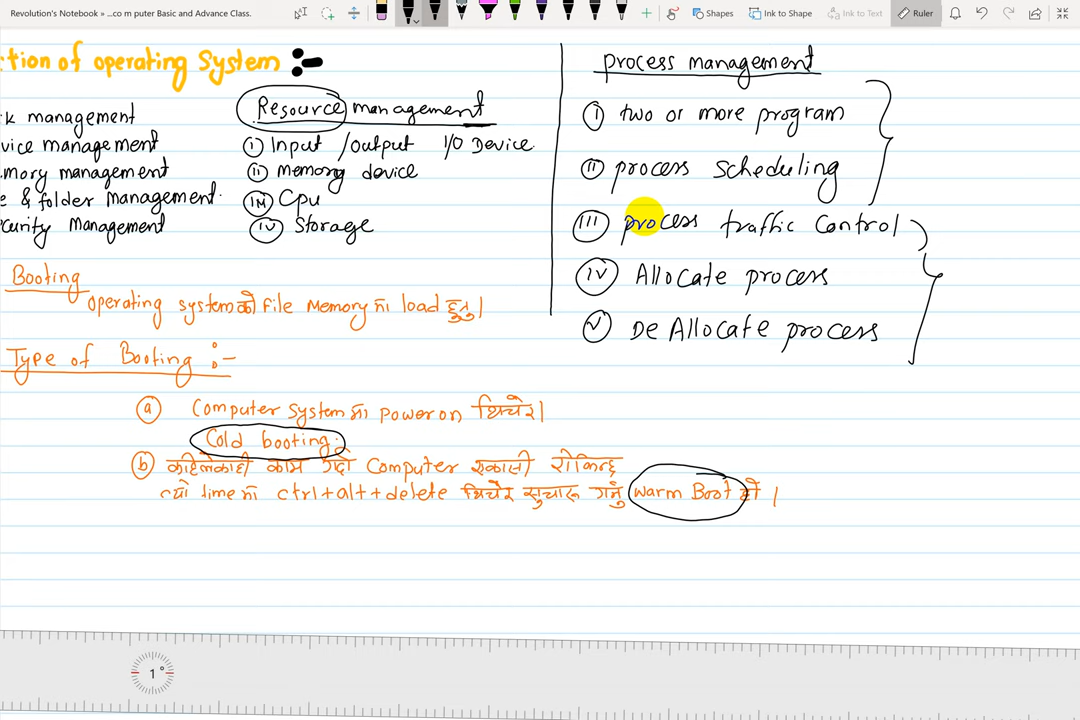 Revolution's Notebook » ...co m puter Basic and Advance Class.
Shapes
Ink to Shape
Ink to Text
Ruler
ction of operating System :-
k management
vice management
mory management
e & folder management.
curity Management
Resource management
(i) Input /output I/O Device.
(ii) memory device
(iii) Cpu
(iv) Storage
process management
(i) two or more program
(ii) process scheduling
(III) process traffic control
(IV) Allocate process
(V) De Allocate process
Booting
operating systemको File Memory मा load हुनु।
Type of Booting :-
(a) Computer system मा power on थिचेर।
Cold booting.
(b) कहिलेकाही काम गर्दा Computer एकासी रोकिन्छ
त्यो time मा ctrl+alt+delete थिचेर सुचारु गर्नु warm Boot हो ।
1°